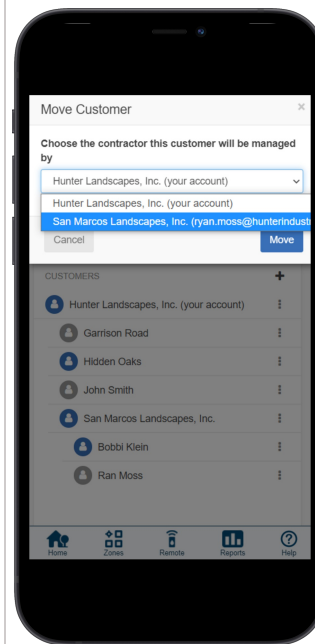 Move Customer
×
Choose the contractor this customer will be managed
by
Hunter Landscapes, Inc. (your account)
Hunter Landscapes, Inc. (your account)
San Marcos Landscapes, Inc. (ryan.moss@hunterindustr
Cancel
Move
CUSTOMERS
+
Hunter Landscapes, Inc. (your account)
Garrison Road
Hidden Oaks
John Smith
San Marcos Landscapes, Inc.
Bobbi Klein
Ran Moss
Home Zones Remote Reports Help